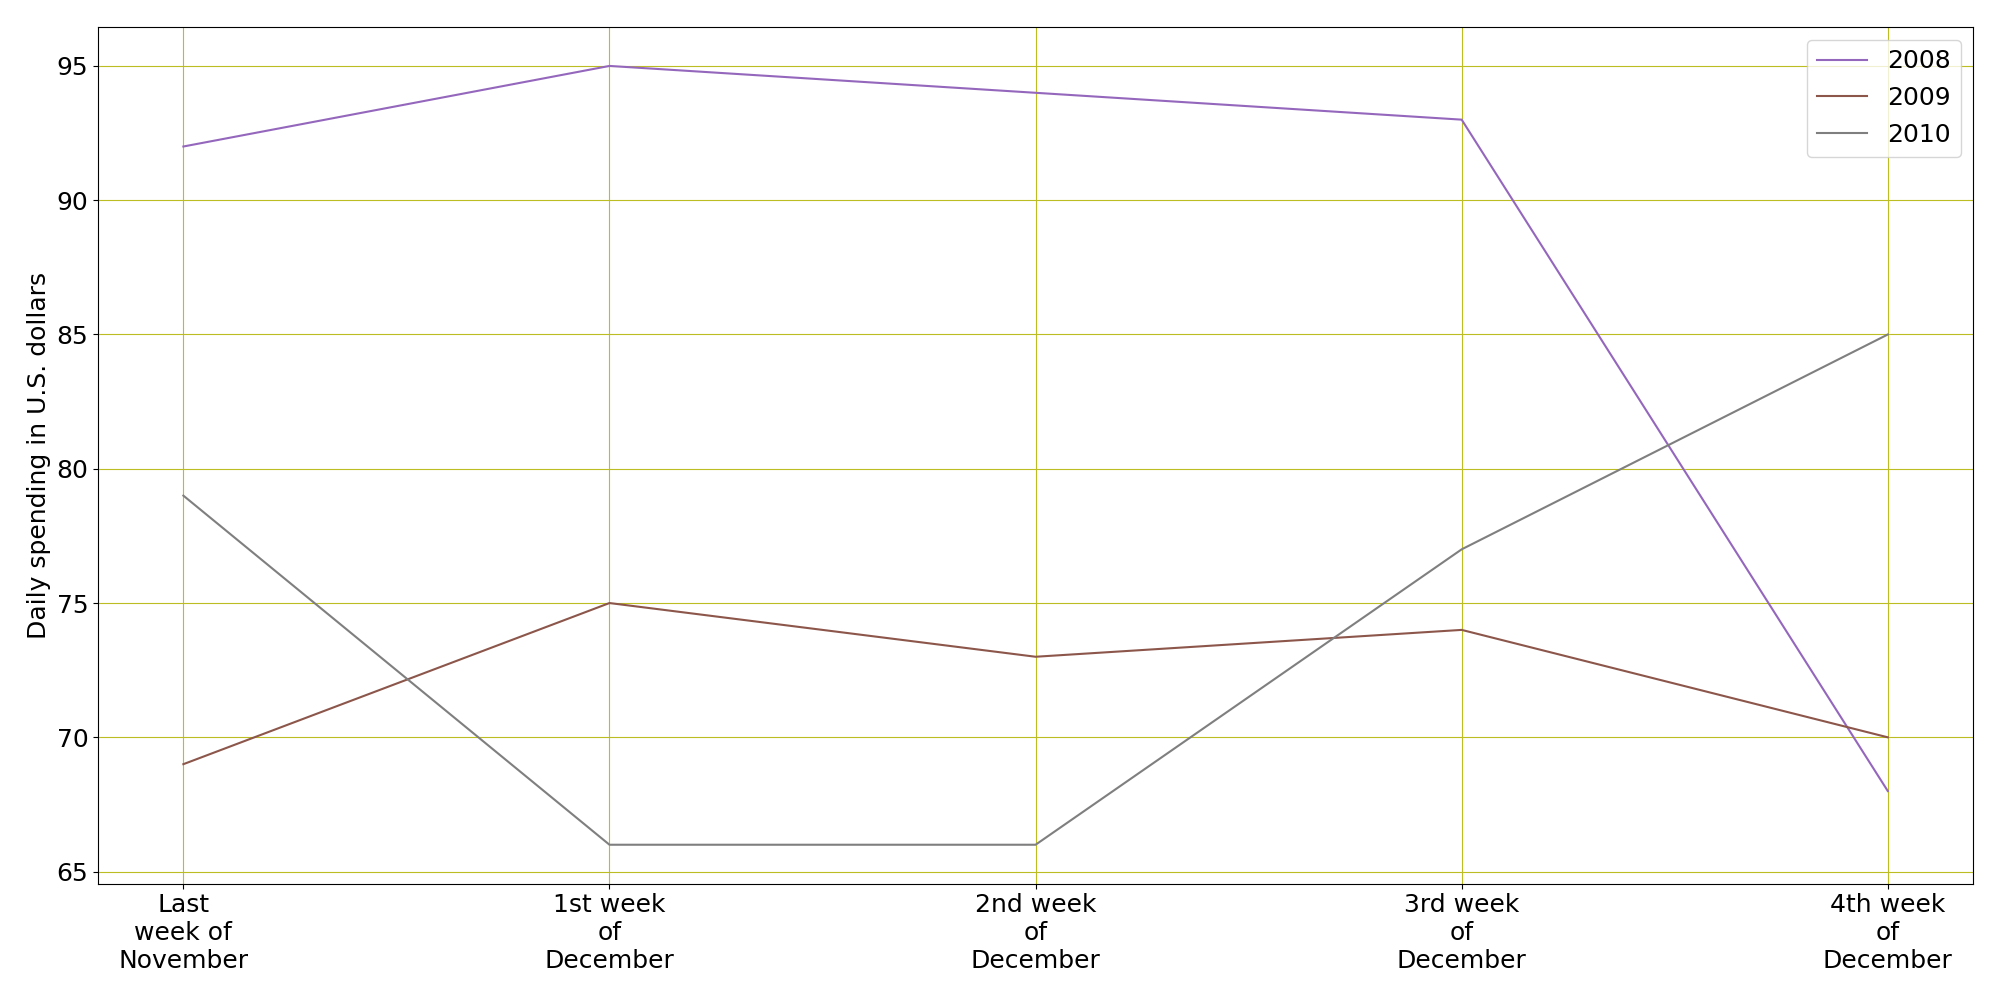 Daily spending in U.S. dollars
95
90
85
80
75
70
65
Last
week of
November
1st week
of
December
2nd week
of
December
3rd week
of
December
4th week
of
December
2008
2009
2010